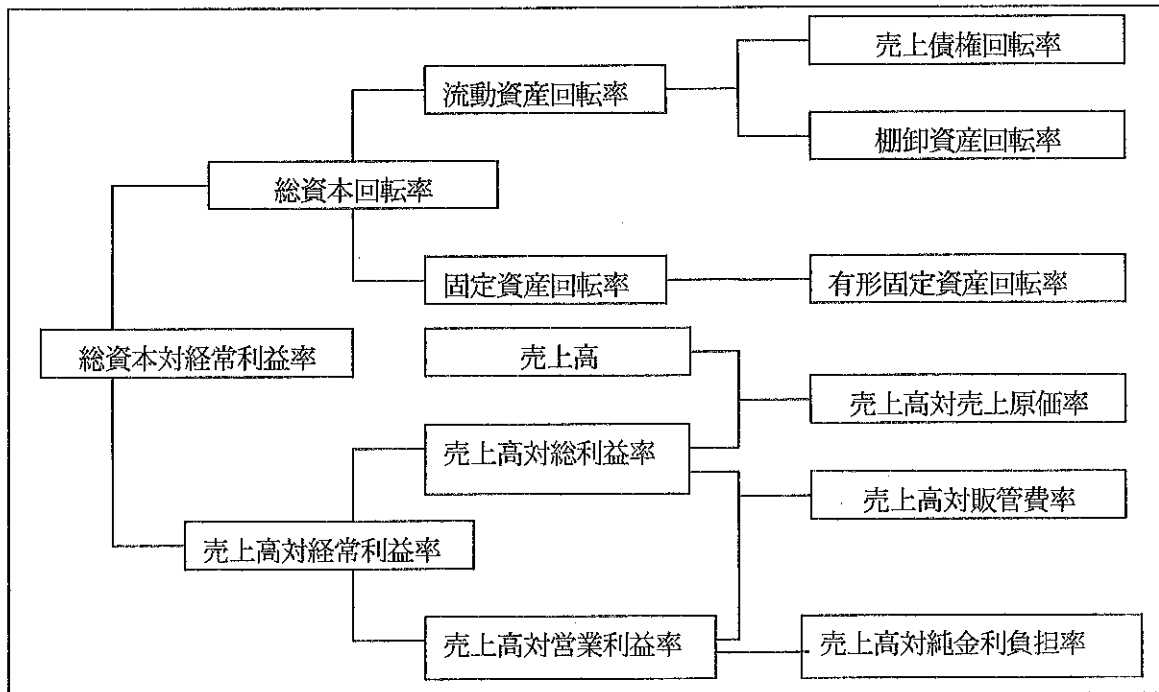 売上債権回転率
流動資産回転率
棚卸資産回転率
総資本回転率
固定資産回転率
有形固定資産回転率
総資本対経常利益率
売上高
売上高対売上原価率
売上高対総利益率
売上高対販管費率
売上高対経常利益率
売上高対営業利益率
売上高対純金利負担率